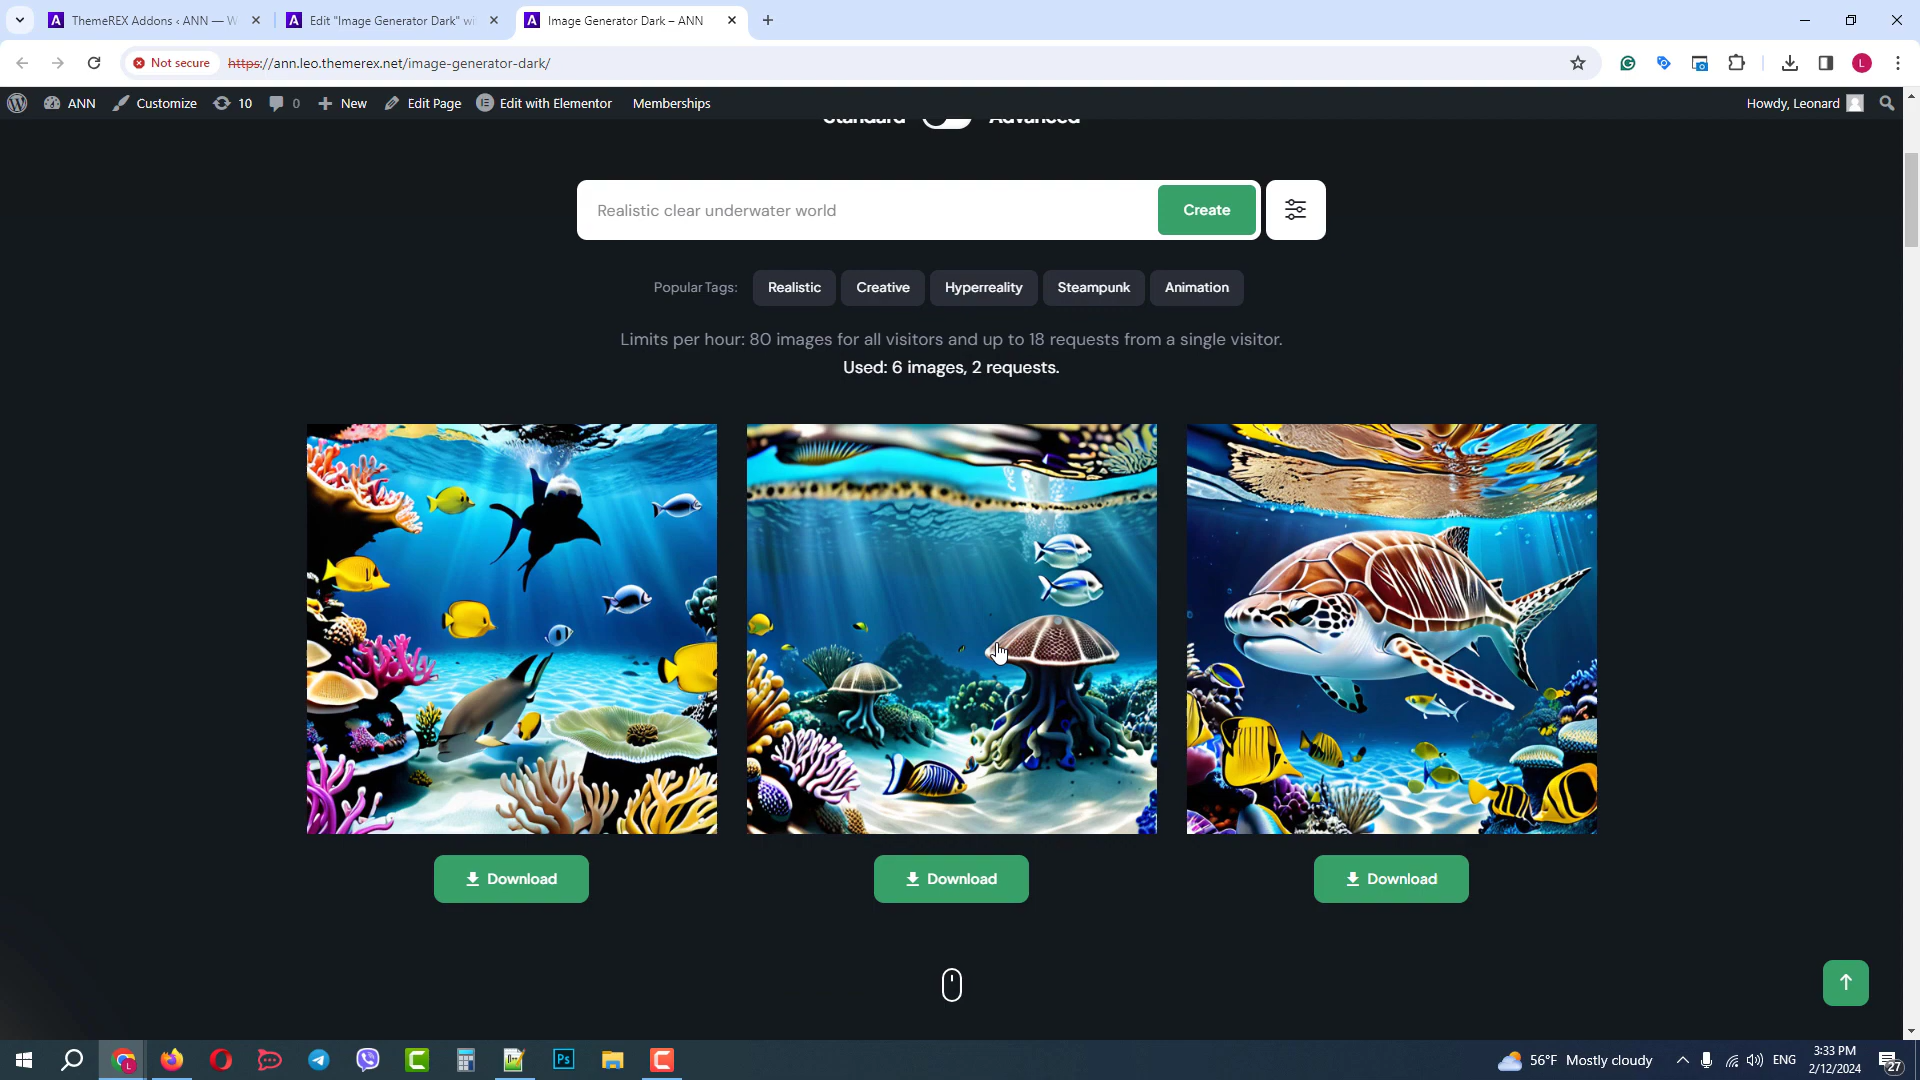 ThemeREX Addons ‹ ANN — W
Edit "Image Generator Dark" wi
Image Generator Dark – ANN
Not secure
https://ann.leo.themerex.net/image-generator-dark/
L
ANN
Customize
10
0
New
Edit Page
Edit with Elementor
Memberships
Howdy, Leonard
Standard
Advanced
Realistic clear underwater world
Create
Popular Tags:
Realistic
Creative
Hyperreality
Steampunk
Animation
Limits per hour: 80 images for all visitors and up to 18 requests from a single visitor.
Used: 6 images, 2 requests.
Download
Download
Download
Ps
56°F Mostly cloudy
ENG
3:33 PM
2/12/2024
27